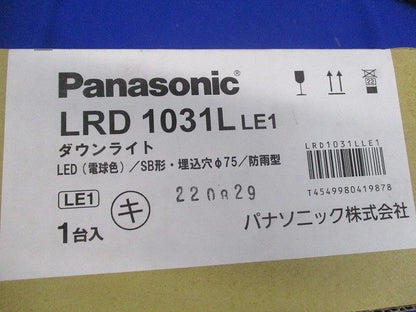 Panasonic®
LRD 1031L LE1
ダウンライト
LED（電球色）／SB形・埋込穴φ75／防雨型
LE1
キ
220829
1台入
22
LRD1031LLE1
T4549980419878
パナソニック株式会社